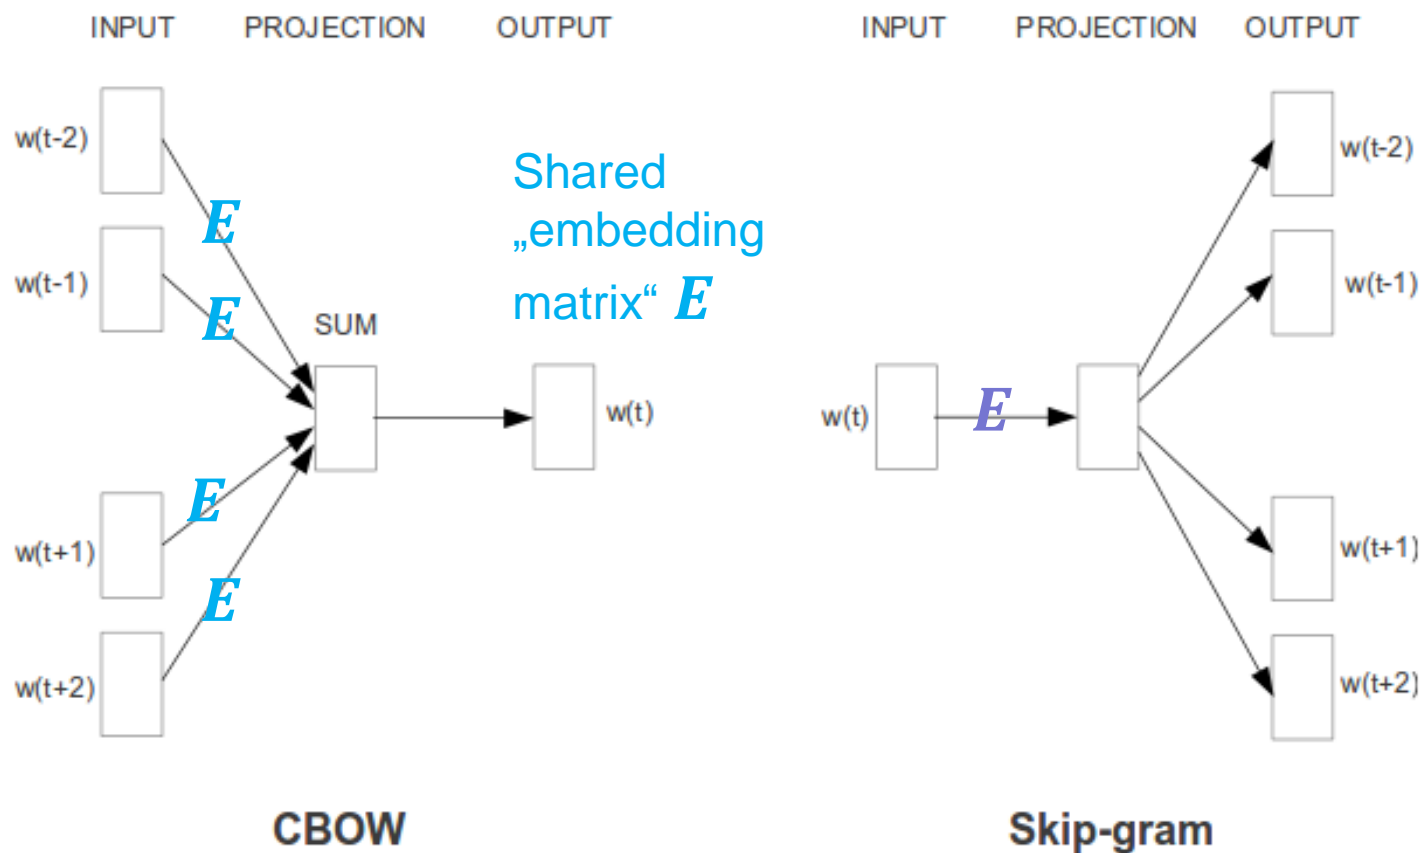 INPUT PROJECTION OUTPUT
w(t-2)
E
w(t-1)
E
SUM
w(t)
E
w(t+1)
E
w(t+2)
CBOW
Shared
„embedding
matrix“ E
INPUT PROJECTION OUTPUT
w(t-2)
w(t-1)
w(t)
E
w(t+1)
w(t+2)
Skip-gram